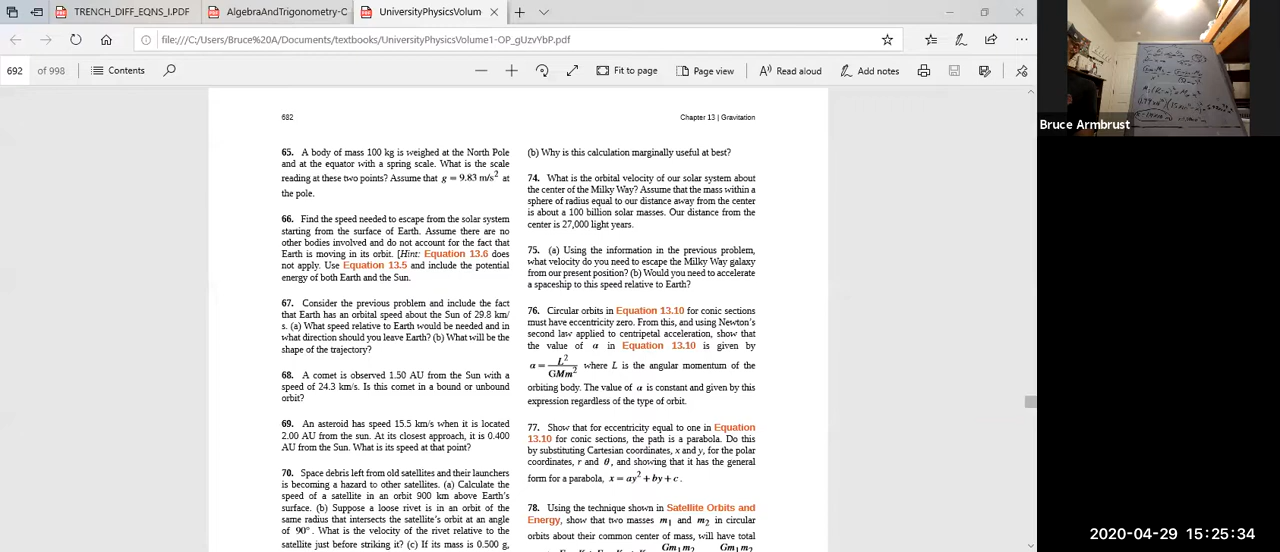 TRENCH_DIFF_EQNS_I.PDF
AlgebraAndTrigonometry-C
UniversityPhysicsVolum
file:///C:/Users/Bruce%20A/Documents/textbooks/UniversityPhysicsVolume1-OP_gUzvYbP.pdf
692 of 998 Contents Fit to page Page view Read aloud Add notes
682 Chapter 13 | Gravitation
65. A body of mass 100 kg is weighed at the North Pole
and at the equator with a spring scale. What is the scale
reading at these two points? Assume that g = 9.83 m/s² at
the pole.
66. Find the speed needed to escape from the solar system
starting from the surface of Earth. Assume there are no
other bodies involved and do not account for the fact that
Earth is moving in its orbit. [Hint: Equation 13.6 does
not apply. Use Equation 13.5 and include the potential
energy of both Earth and the Sun.
67. Consider the previous problem and include the fact
that Earth has an orbital speed about the Sun of 29.8 km/
s. (a) What speed relative to Earth would be needed and in
what direction should you leave Earth? (b) What will be the
shape of the trajectory?
68. A comet is observed 1.50 AU from the Sun with a
speed of 24.3 km/s. Is this comet in a bound or unbound
orbit?
69. An asteroid has speed 15.5 km/s when it is located
2.00 AU from the sun. At its closest approach, it is 0.400
AU from the Sun. What is its speed at that point?
70. Space debris left from old satellites and their launchers
is becoming a hazard to other satellites. (a) Calculate the
speed of a satellite in an orbit 900 km above Earth's
surface. (b) Suppose a loose rivet is in an orbit of the
same radius that intersects the satellite's orbit at an angle
of 90°. What is the velocity of the rivet relative to the
satellite just before striking it? (c) If its mass is 0.500 g,
(b) Why is this calculation marginally useful at best?
74. What is the orbital velocity of our solar system about
the center of the Milky Way? Assume that the mass within a
sphere of radius equal to our distance away from the center
is about a 100 billion solar masses. Our distance from the
center is 27,000 light years.
75. (a) Using the information in the previous problem,
what velocity do you need to escape the Milky Way galaxy
from our present position? (b) Would you need to accelerate
a spaceship to this speed relative to Earth?
76. Circular orbits in Equation 13.10 for conic sections
must have eccentricity zero. From this, and using Newton's
second law applied to centripetal acceleration, show that
the value of α in Equation 13.10 is given by
α = L²/GMm² where L is the angular momentum of the
orbiting body. The value of α is constant and given by this
expression regardless of the type of orbit.
77. Show that for eccentricity equal to one in Equation
13.10 for conic sections, the path is a parabola. Do this
by substituting Cartesian coordinates, x and y, for the polar
coordinates, r and θ, and showing that it has the general
form for a parabola, x = ay² + by + c.
78. Using the technique shown in Satellite Orbits and
Energy, show that two masses m₁ and m₂ in circular
orbits about their common center of mass, will have total
Gm₁m₂ Gm₁m₂
Bruce Armbrust
2020-04-29 15:25:34